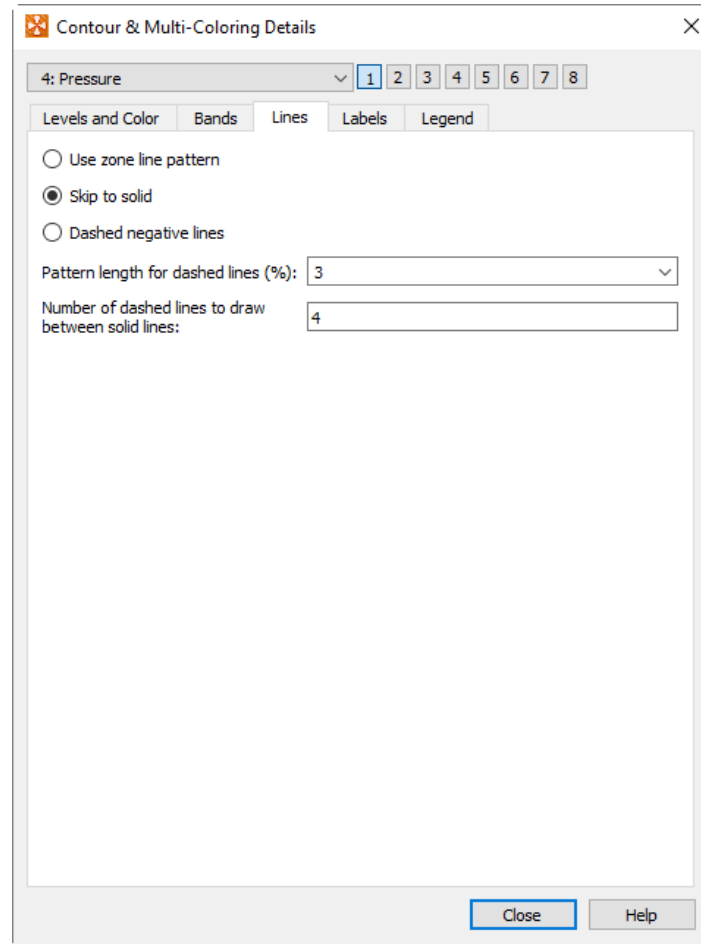 Contour & Multi-Coloring Details
4: Pressure 1 2 3 4 5 6 7 8
Levels and Color Bands Lines Labels Legend
Use zone line pattern
Skip to solid
Dashed negative lines
Pattern length for dashed lines (%): 3
Number of dashed lines to draw
between solid lines: 4
Close Help